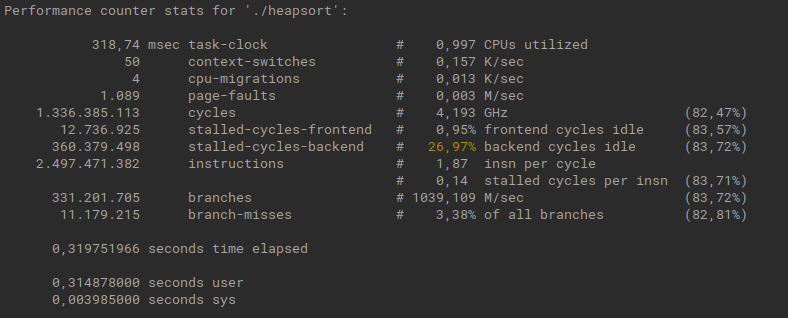 Performance counter stats for './heapsort':
318,74 msec task-clock # 0,997 CPUs utilized
50 context-switches # 0,157 K/sec
4 cpu-migrations # 0,013 K/sec
1.089 page-faults # 0,003 M/sec
1.336.385.113 cycles # 4,193 GHz (82,47%)
12.736.925 stalled-cycles-frontend # 0,95% frontend cycles idle (83,57%)
360.379.498 stalled-cycles-backend # 26,97% backend cycles idle (83,72%)
2.497.471.382 instructions # 1,87 insn per cycle
# 0,14 stalled cycles per insn (83,71%)
331.201.705 branches # 1039,109 M/sec (83,72%)
11.179.215 branch-misses # 3,38% of all branches (82,81%)
0,319751966 seconds time elapsed
0,314878000 seconds user
0,003985000 seconds sys